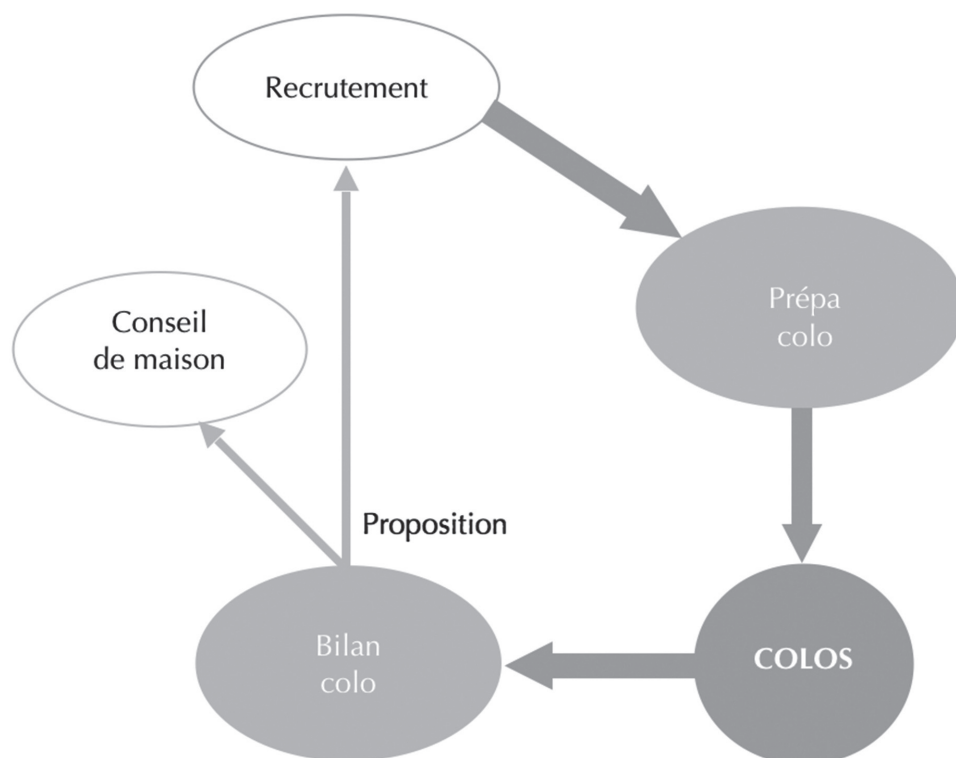 Recrutement
Prépa
colo
Conseil
de maison
Proposition
Bilan
colo
COLOS